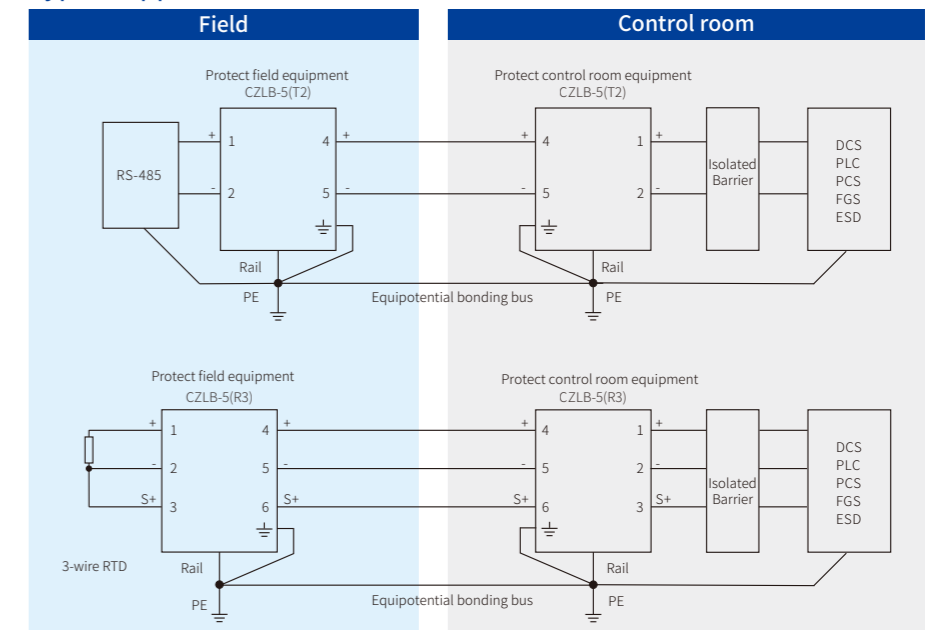 Field
Control room
Protect field equipment
CZLB-5(T2)
Protect control room equipment
CZLB-5(T2)
RS-485
+ 1 4 +
- 2 5 -
+ 4 1 +
- 5 2 -
Isolated
Barrier
DCS
PLC
PCS
FGS
ESD
Rail
PE
Equipotential bonding bus
Rail
PE
Protect field equipment
CZLB-5(R3)
Protect control room equipment
CZLB-5(R3)
+ 1 4 +
- 2 5 -
S+ 3 6 S+
+ 4 1 +
- 5 2 -
S+ 6 3 S+
Isolated
Barrier
DCS
PLC
PCS
FGS
ESD
3-wire RTD
Rail
PE
Equipotential bonding bus
Rail
PE